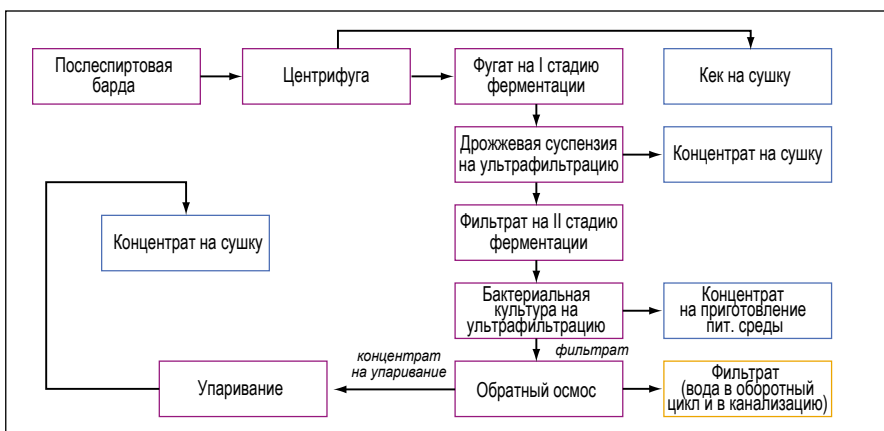 Послеспиртовая
барда
Центрифуга
Фугат на I стадию
ферментации
Кек на сушку
Дрожжевая суспензия
на ультрафильтрацию
Концентрат на сушку
Концентрат на сушку
Фильтрат на II стадию
ферментации
Бактериальная
культура на
ультрафильтрацию
Концентрат
на приготовление
пит. среды
концентрат
на упаривание
фильтрат
Упаривание
Обратный осмос
Фильтрат
(вода в оборотный
цикл и в канализацию)